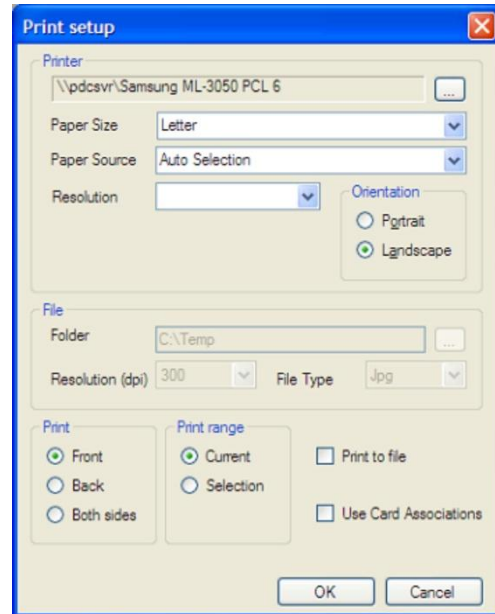 Print setup
Printer
\\pdcsvr\Samsung ML-3050 PCL 6
...
Paper Size Letter
Paper Source Auto Selection
Resolution
Orientation
Portrait
Landscape
File
Folder C:\Temp ...
Resolution (dpi) 300 File Type Jpg
Print
Front
Back
Both sides
Print range
Current
Selection
Print to file
Use Card Associations
OK Cancel